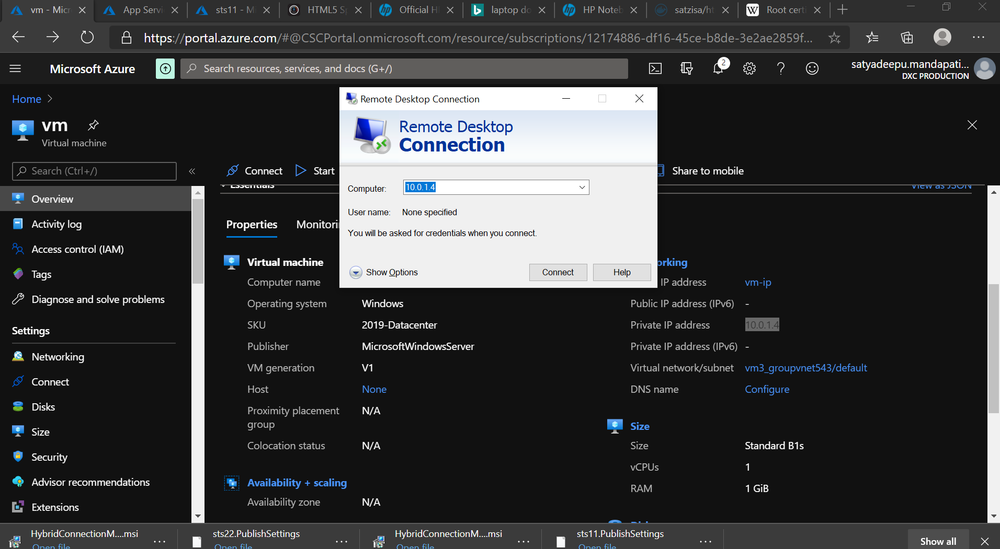 vm - Micr
App Servi
sts11 - Mi
HTML5 Sp
Official H
laptop do
HP Noteb
satzisa/ht
Root certi
https://portal.azure.com/#@CSCPortal.onmicrosoft.com/resource/subscriptions/12174886-df16-45ce-b8de-3e2ae2859f...
Microsoft Azure
Search resources, services, and docs (G+/)
2
satyadeepu.mandapati...
DXC PRODUCTION
Home
vm
Virtual machine
Search (Ctrl+/)
«
Connect
Start
Share to mobile
Essentials
View as JSON
Remote Desktop Connection
Remote Desktop
Connection
Computer: 10.0.1.4
User name: None specified
You will be asked for credentials when you connect.
Show Options
Connect
Help
Overview
Activity log
Access control (IAM)
Tags
Diagnose and solve problems
Settings
Networking
Connect
Disks
Size
Security
Advisor recommendations
Extensions
Properties
Monitori
Virtual machine
Computer name
Operating system Windows
SKU 2019-Datacenter
Publisher MicrosoftWindowsServer
VM generation V1
Host None
Proximity placement N/A
group
Colocation status N/A
Availability + scaling
Availability zone N/A
orking
IP address vm-ip
Public IP address (IPv6) -
Private IP address 10.0.1.4
Private IP address (IPv6) -
Virtual network/subnet vm3_groupvnet543/default
DNS name Configure
Size
Size Standard B1s
vCPUs 1
RAM 1 GiB
HybridConnectionM....msi
Open file
sts22.PublishSettings
Open file
HybridConnectionM....msi
Open file
sts11.PublishSettings
Open file
Show all